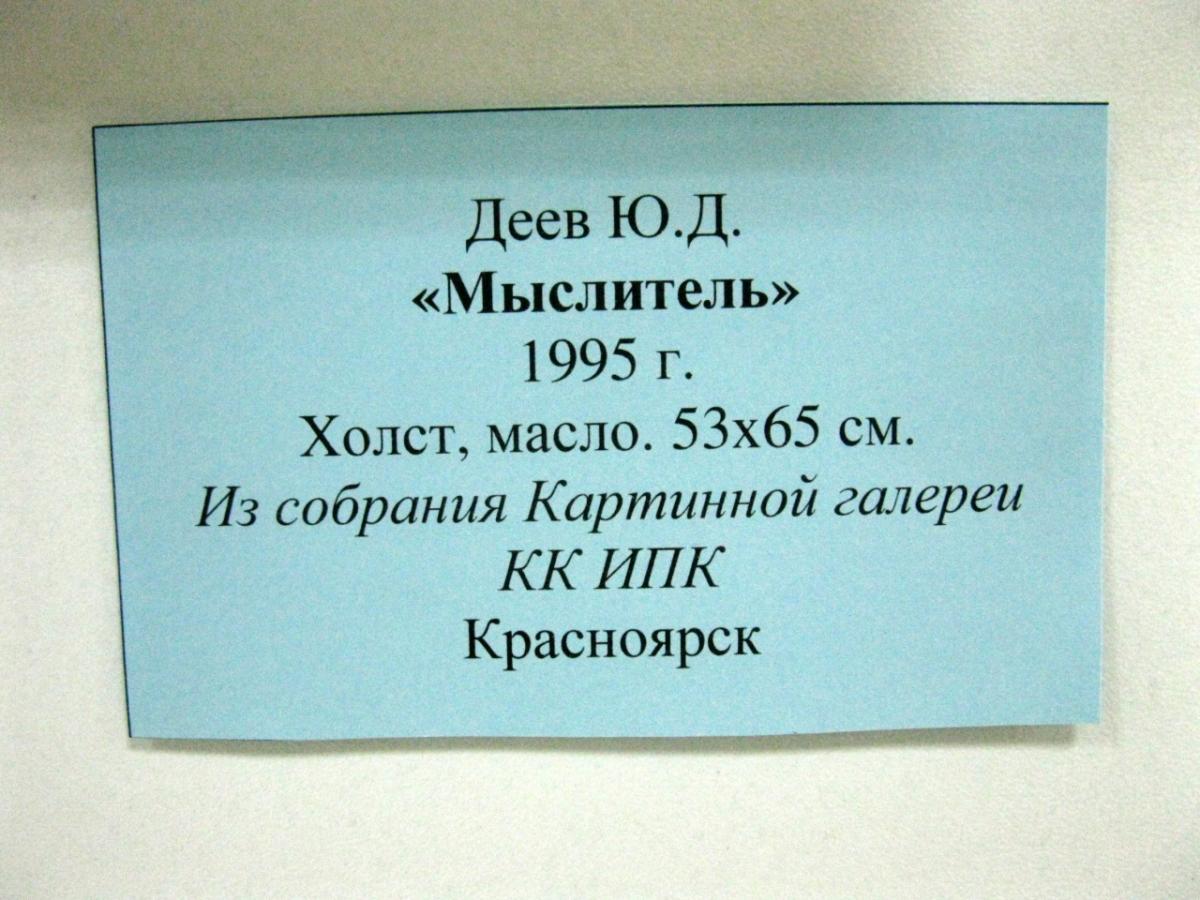 Деев Ю.Д.
«Мыслитель»
1995 г.
Холст, масло. 53х65 см.
Из собрания Картинной галереи
КК ИПК
Красноярск